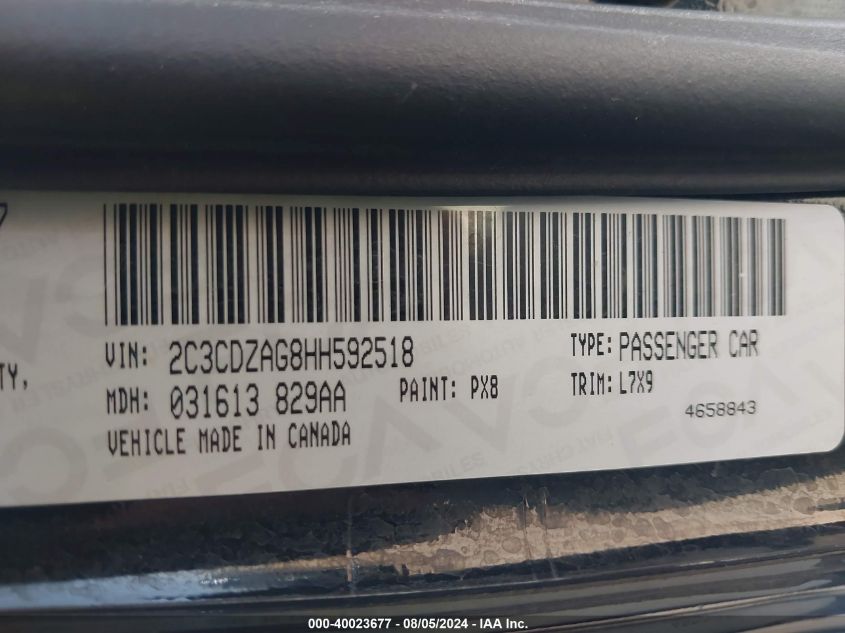 TY,
VIN: 2C3CDZAG8HH592518 TYPE: PASSENGER CAR
MDH: 031613 829AA PAINT: PX8 TRIM: L7X9
VEHICLE MADE IN CANADA 4658843
000-40023677 - 08/05/2024 - IAA Inc.